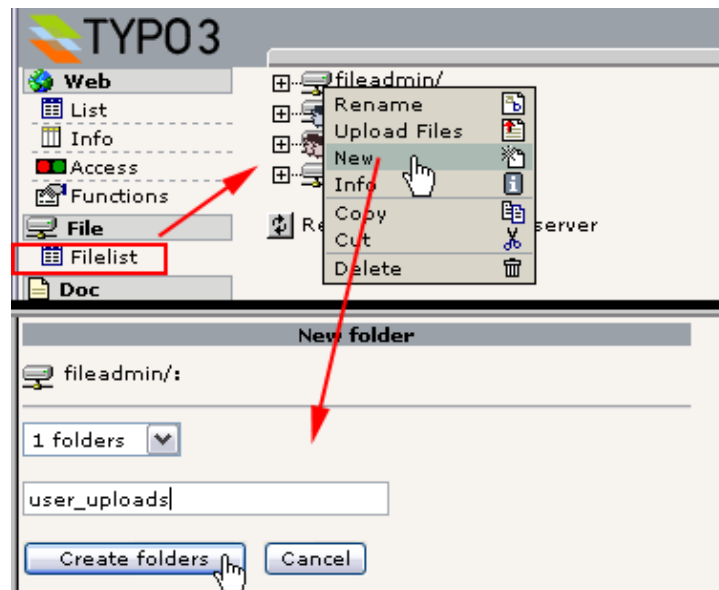 TYPO3
Web
List
Info
Access
Functions
File
Filelist
Doc
fileadmin/
Rename
Upload Files
New
Info
Copy
Cut
Delete
server
New folder
fileadmin/:
1 folders
user_uploads
Create folders
Cancel